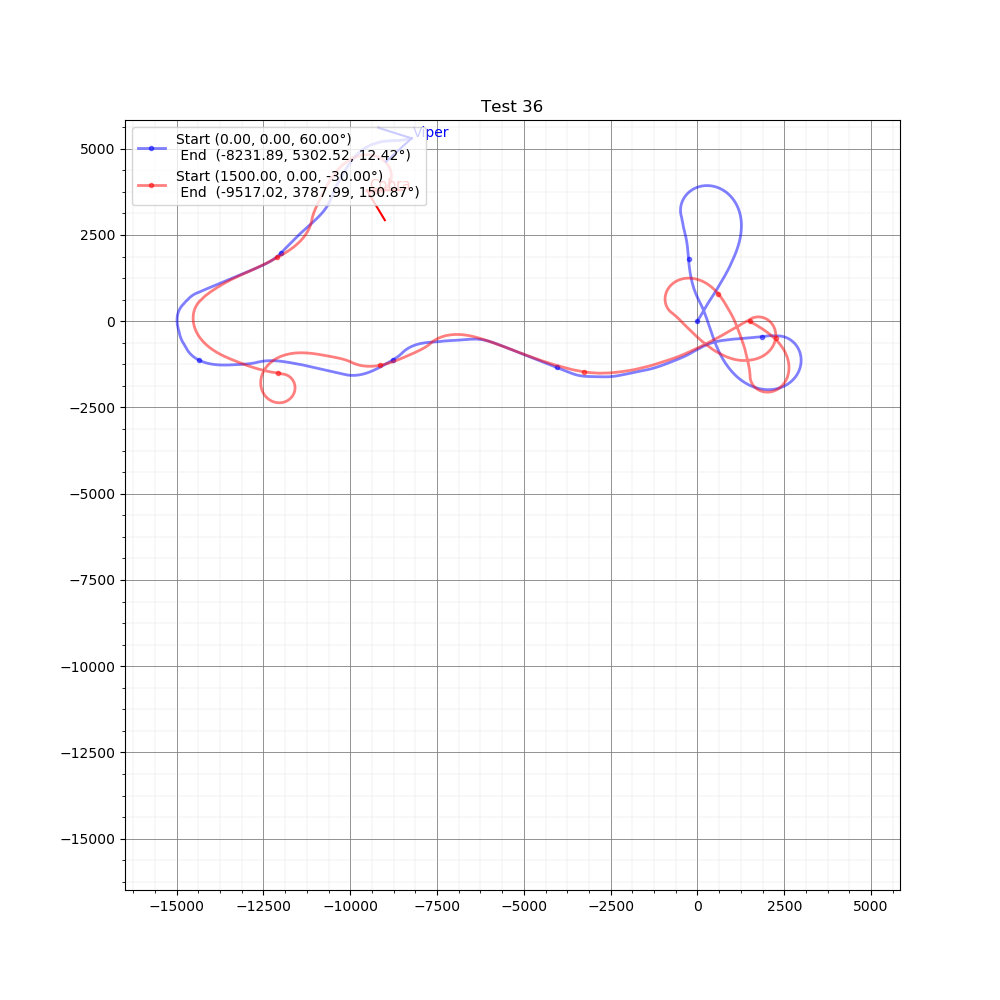 Test 36
Viper
Start (0.00, 0.00, 60.00°)
End (-8231.89, 5302.52, 12.42°)
Start (1500.00, 0.00, -30.00°)
End (-9517.02, 3787.99, 150.87°)
5000
2500
0
−2500
−5000
−7500
−10000
−12500
−15000
−15000 −12500 −10000 −7500 −5000 −2500 0 2500 5000